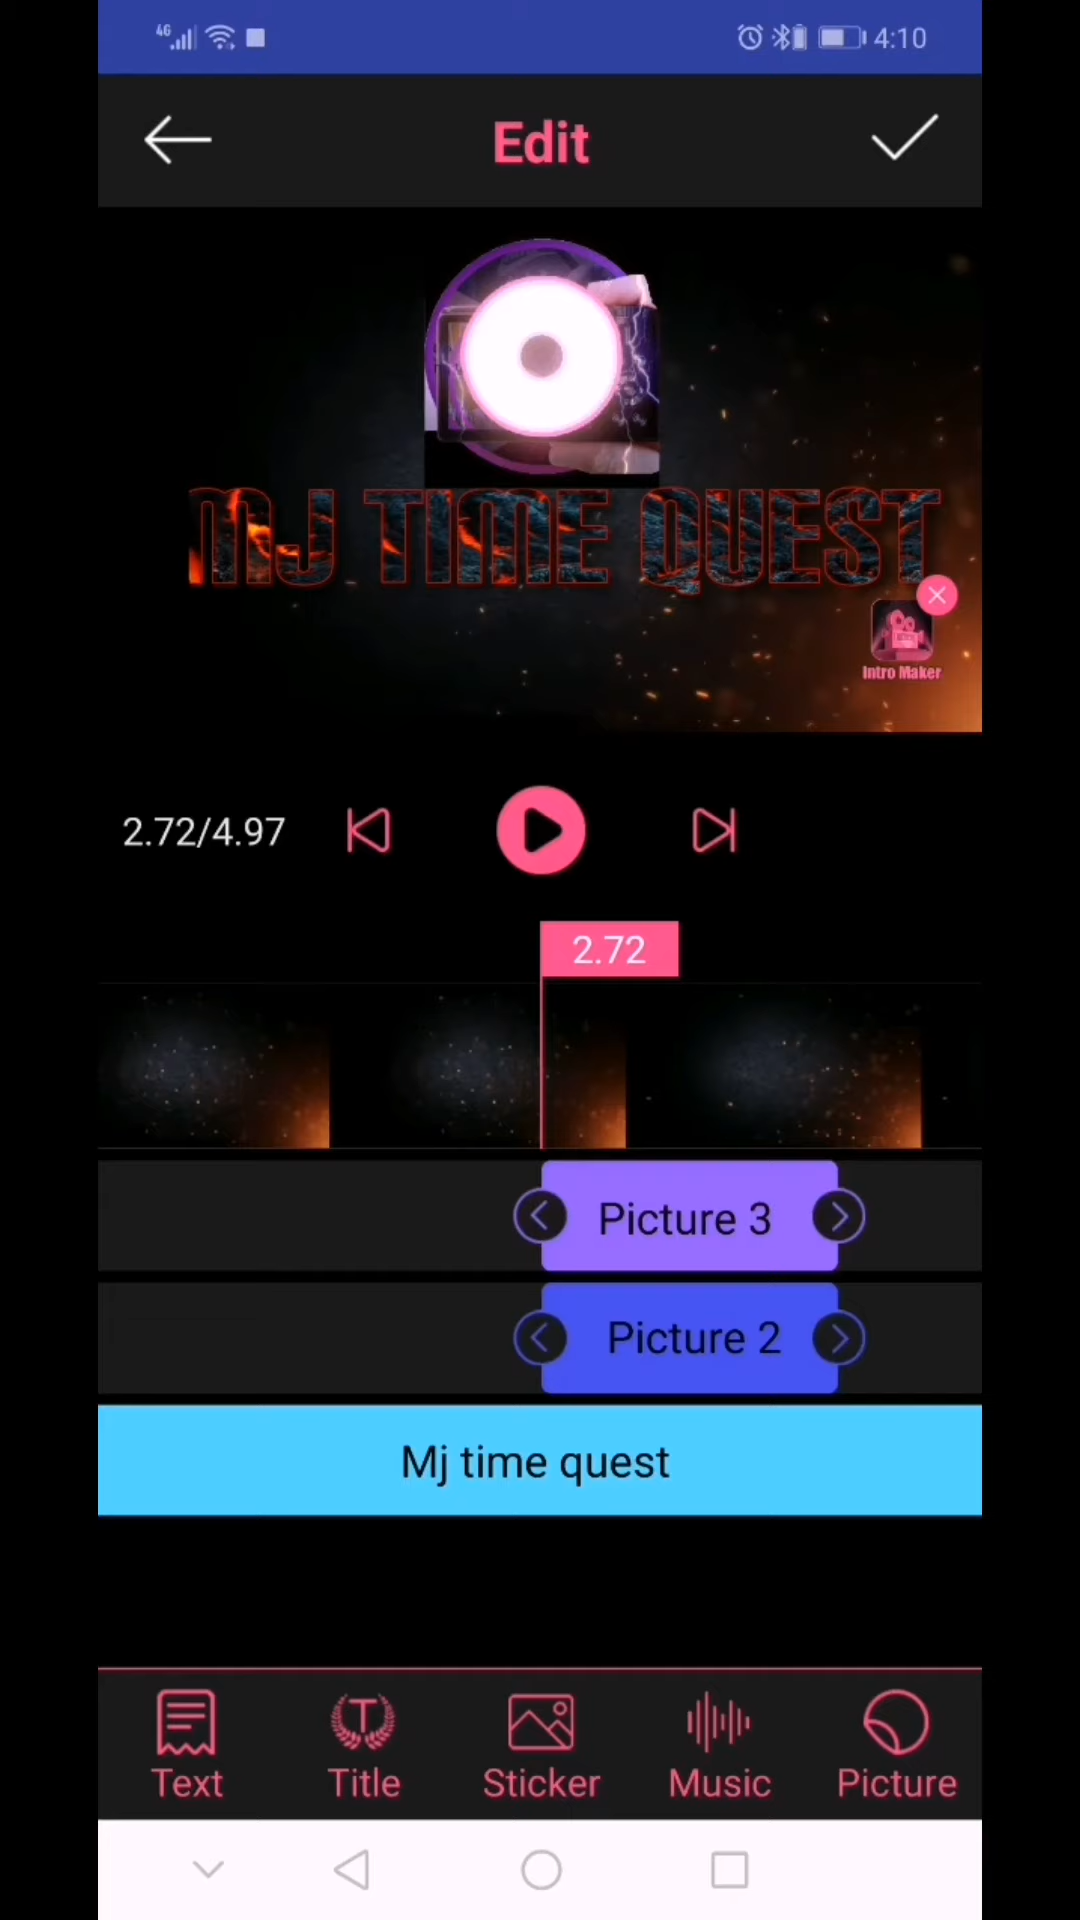 4G
4:10
Edit
MJ TIME QUEST
Intro Maker
2.72/4.97
2.72
Picture 3
Picture 2
Mj time quest
Text Title Sticker Music Picture